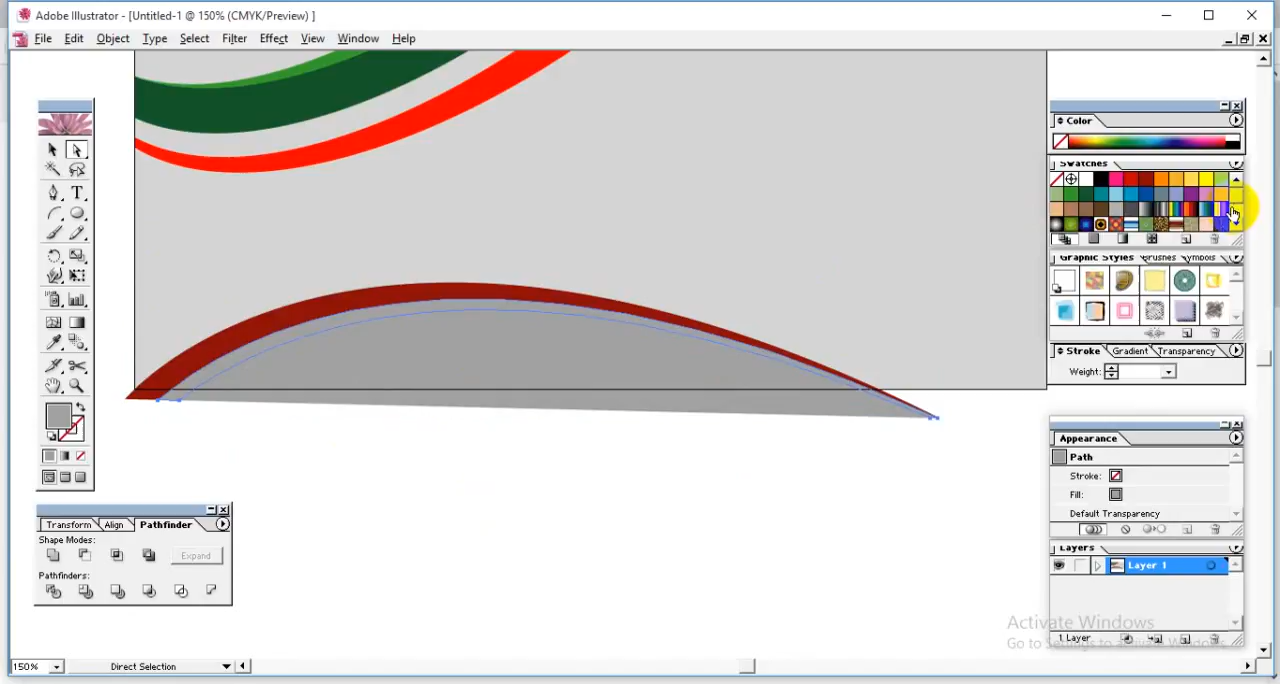 Adobe Illustrator - [Untitled-1 @ 150% (CMYK/Preview) ]
File Edit Object Type Select Filter Effect View Window Help
Color
Swatches
Graphic Styles Brushes Symbols
Stroke Gradient Transparency
Weight:
Appearance
Path
Stroke:
Fill:
Default Transparency
Transform Align Pathfinder
Shape Modes:
Expand
Pathfinders:
Layers
Layer 1
1 Layer
Activate Windows
Go to Settings to activate Windows.
150% Direct Selection